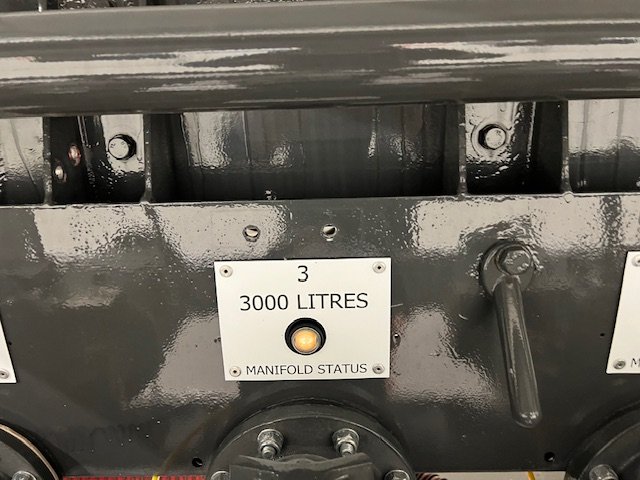 3
3000 LITRES
MANIFOLD STATUS